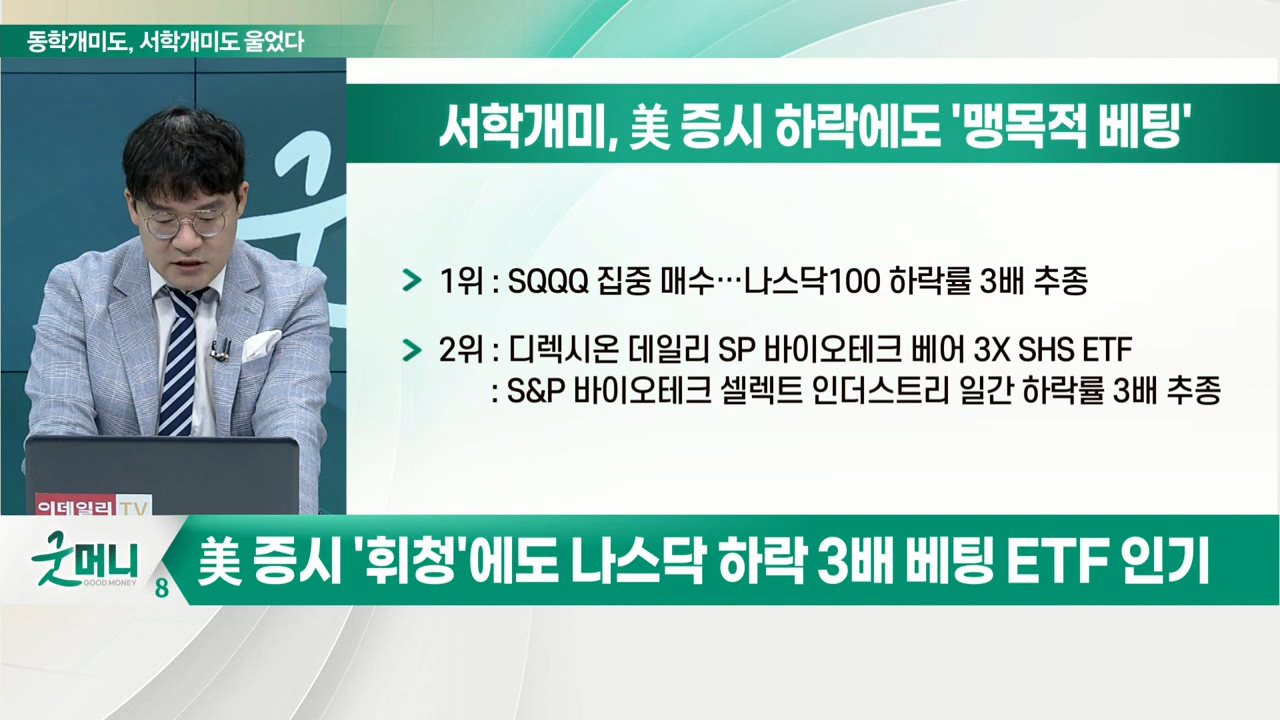 동학개미도, 서학개미도 울었다
서학개미, 美 증시 하락에도 '맹목적 베팅'
1위 : SQQQ 집중 매수…나스닥100 하락률 3배 추종
2위 : 디렉시온 데일리 SP 바이오테크 베어 3X SHS ETF
: S&P 바이오테크 셀렉트 인더스트리 일간 하락률 3배 추종
이데일리 TV
굿머니
GOOD MONEY
8
美 증시 '휘청'에도 나스닥 하락 3배 베팅 ETF 인기